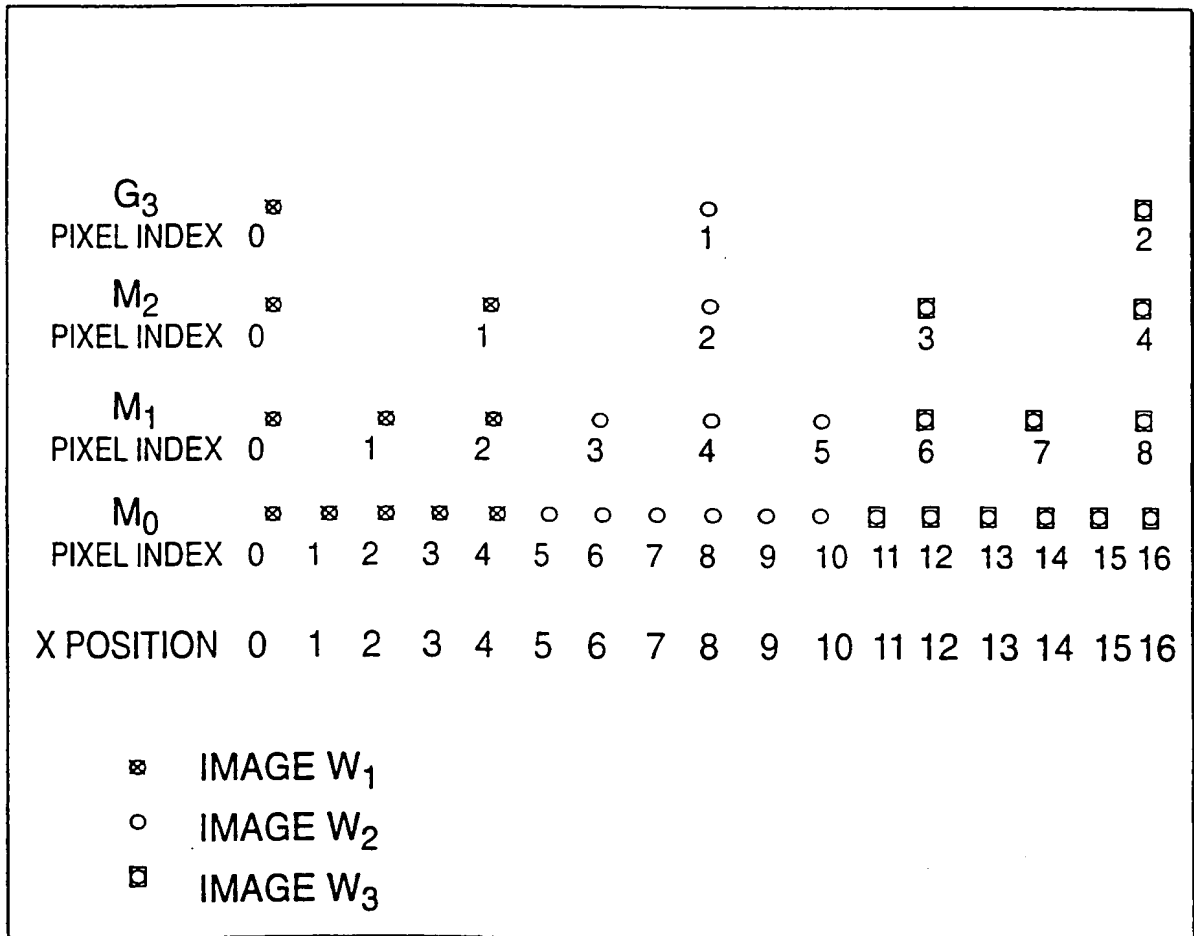 G3
PIXEL INDEX 0 1 2
M2
PIXEL INDEX 0 1 2 3 4
M1
PIXEL INDEX 0 1 2 3 4 5 6 7 8
M0
PIXEL INDEX 0 1 2 3 4 5 6 7 8 9 10 11 12 13 14 15 16
X POSITION 0 1 2 3 4 5 6 7 8 9 10 11 12 13 14 15 16
IMAGE W1
IMAGE W2
IMAGE W3